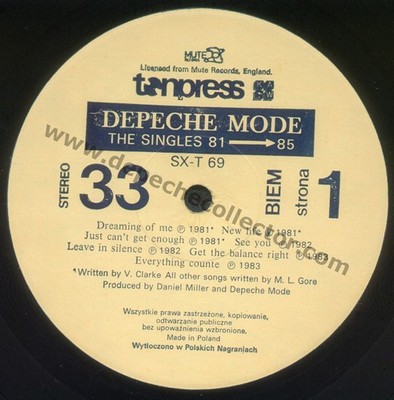 MUTE
Licensed from Mute Records, England.
tonpress
DEPECHE MODE
THE SINGLES 81 → 85
SX-T 69
STEREO 33
BIEM strona 1
Dreaming of me ℗ 1981* New life ℗ 1981*
Just can't get enough ℗ 1981* See you ℗ 1982
Leave in silence ℗ 1982 Get the balance right ℗ 1983
Everything countie ℗ 1983
*Written by V. Clarke All other songs written by M. L. Gore
Produced by Daniel Miller and Depeche Mode
Wszystkie prawa zastrzeżone, kopiowanie,
odtwarzanie publiczne
bez upoważnienia wzbronione.
Made in Poland
Wytłoczono w Polskich Nagraniach
www.depechecollector.com